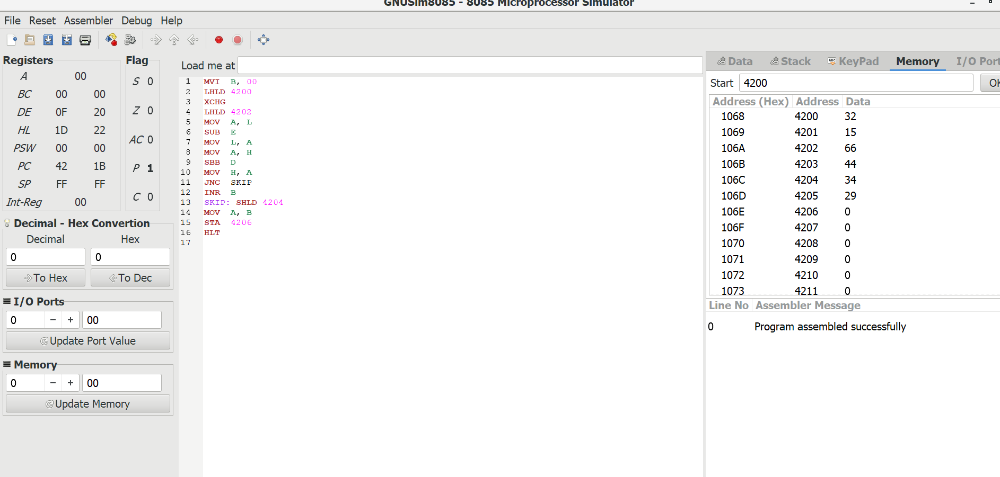 GNUSim8085 - 8085 Microprocessor Simulator
File Reset Assembler Debug Help
Registers
A 00
BC 00 00
DE 0F 20
HL 1D 22
PSW 00 00
PC 42 1B
SP FF FF
Int-Reg 00
Flag
S 0
Z 0
AC 0
P 1
C 0
Decimal - Hex Convertion
Decimal Hex
0 0
To Hex To Dec
I/O Ports
0 − + 00
Update Port Value
Memory
0 − + 00
Update Memory
Load me at
1 MVI B, 00
2 LHLD 4200
3 XCHG
4 LHLD 4202
5 MOV A, L
6 SUB E
7 MOV L, A
8 MOV A, H
9 SBB D
10 MOV H, A
11 JNC SKIP
12 INR B
13 SKIP: SHLD 4204
14 MOV A, B
15 STA 4206
16 HLT
17
Data Stack Abc KeyPad Memory I/O Port
Start 4200 OK
Address (Hex) Address Data
1068 4200 32
1069 4201 15
106A 4202 66
106B 4203 44
106C 4204 34
106D 4205 29
106E 4206 0
106F 4207 0
1070 4208 0
1071 4209 0
1072 4210 0
1073 4211 0
Line No Assembler Message
0 Program assembled successfully